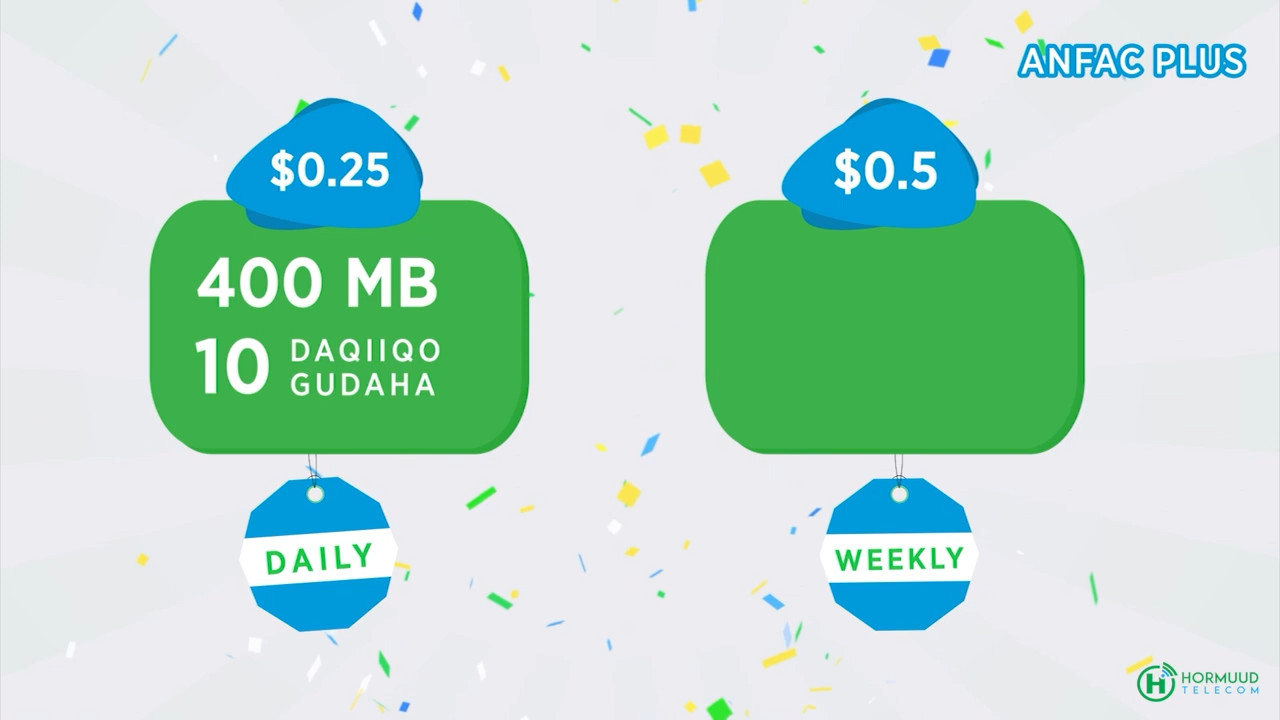 ANFAC PLUS
$0.25
400 MB
10 DAQIIQO
GUDAHA
DAILY
$0.5
WEEKLY
HORMUUD
TELECOM